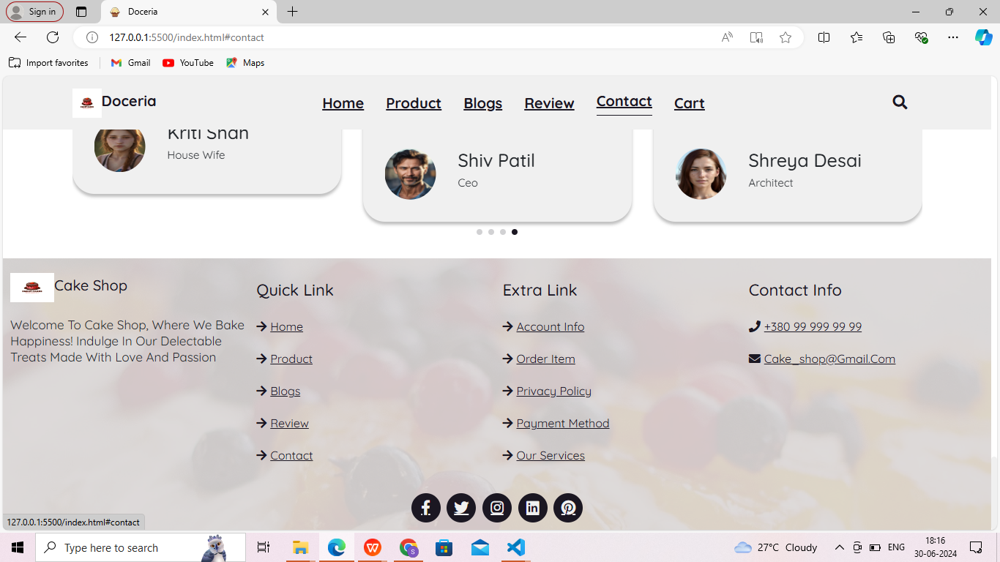 Sign in
Doceria
127.0.0.1:5500/index.html#contact
Import favorites
Gmail
YouTube
Maps
Doceria
Home
Product
Blogs
Review
Contact
Cart
Kriti Shah
House Wife
Shiv Patil
Ceo
Shreya Desai
Architect
Cake Shop
Welcome To Cake Shop, Where We Bake
Happiness! Indulge In Our Delectable
Treats Made With Love And Passion
Quick Link
Home
Product
Blogs
Review
Contact
Extra Link
Account Info
Order Item
Privacy Policy
Payment Method
Our Services
Contact Info
+380 99 999 99 99
Cake_shop@Gmail.Com
127.0.0.1:5500/index.html#contact
Type here to search
27°C Cloudy
ENG
18:16
30-06-2024